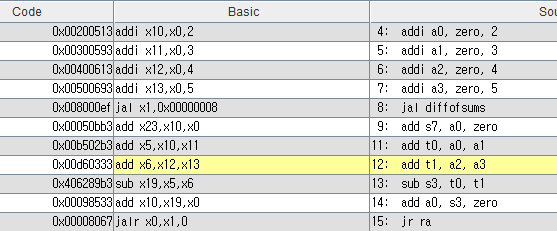 Code Basic Sou
0x00200513 addi x10,x0,2 4: addi a0, zero, 2
0x00300593 addi x11,x0,3 5: addi a1, zero, 3
0x00400613 addi x12,x0,4 6: addi a2, zero, 4
0x00500693 addi x13,x0,5 7: addi a3, zero, 5
0x008000ef jal x1,0x00000008 8: jal diffofsums
0x00050bb3 add x23,x10,x0 9: add s7, a0, zero
0x00b502b3 add x5,x10,x11 11: add t0, a0, a1
0x00d60333 add x6,x12,x13 12: add t1, a2, a3
0x406289b3 sub x19,x5,x6 13: sub s3, t0, t1
0x00098533 add x10,x19,x0 14: add a0, s3, zero
0x00008067 jalr x0,x1,0 15: jr ra